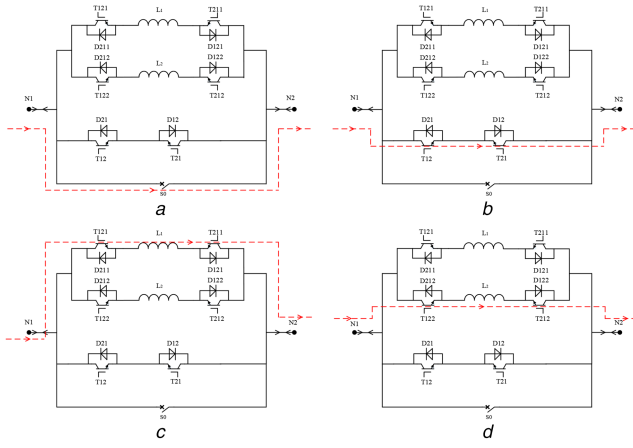 T121 L1 T211
D211 D121
D212 L2 D122
T122 T212
N1 N2
D21 D12
T12 T21
S0
a
T121 L1 T211
D211 D121
D212 L2 D122
T122 T212
N1 N2
D21 D12
T12 T21
S0
b
T121 L1 T211
D211 D121
D212 L2 D122
T122 T212
N1 N2
D21 D12
T12 T21
S0
c
T121 L1 T211
D211 D121
D212 L2 D122
T122 T212
N1 N2
D21 D12
T12 T21
S0
d